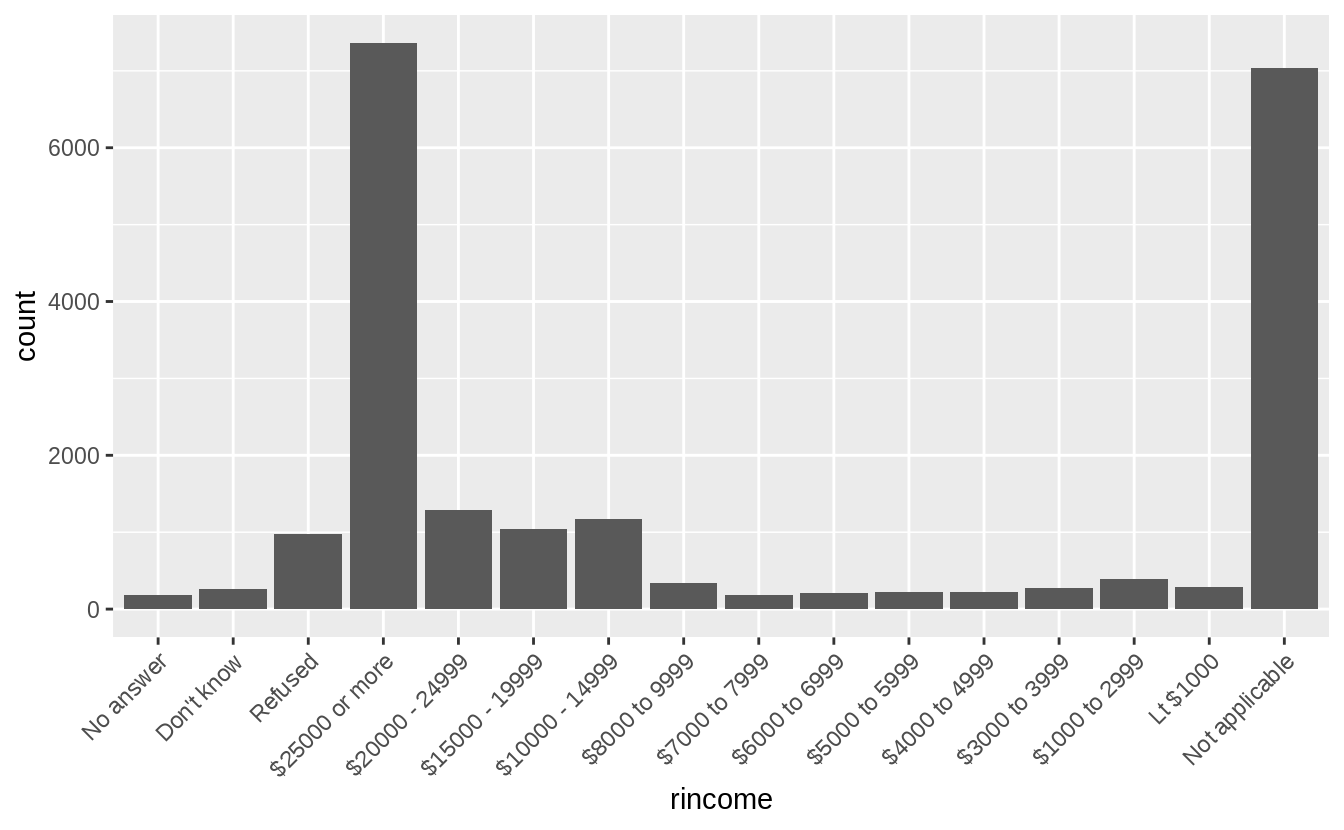 6000
4000
2000
0
count
No answer
Don't know
Refused
$25000 or more
$20000 - 24999
$15000 - 19999
$10000 - 14999
$8000 to 9999
$7000 to 7999
$6000 to 6999
$5000 to 5999
$4000 to 4999
$3000 to 3999
$1000 to 2999
Lt $1000
Not applicable
rincome